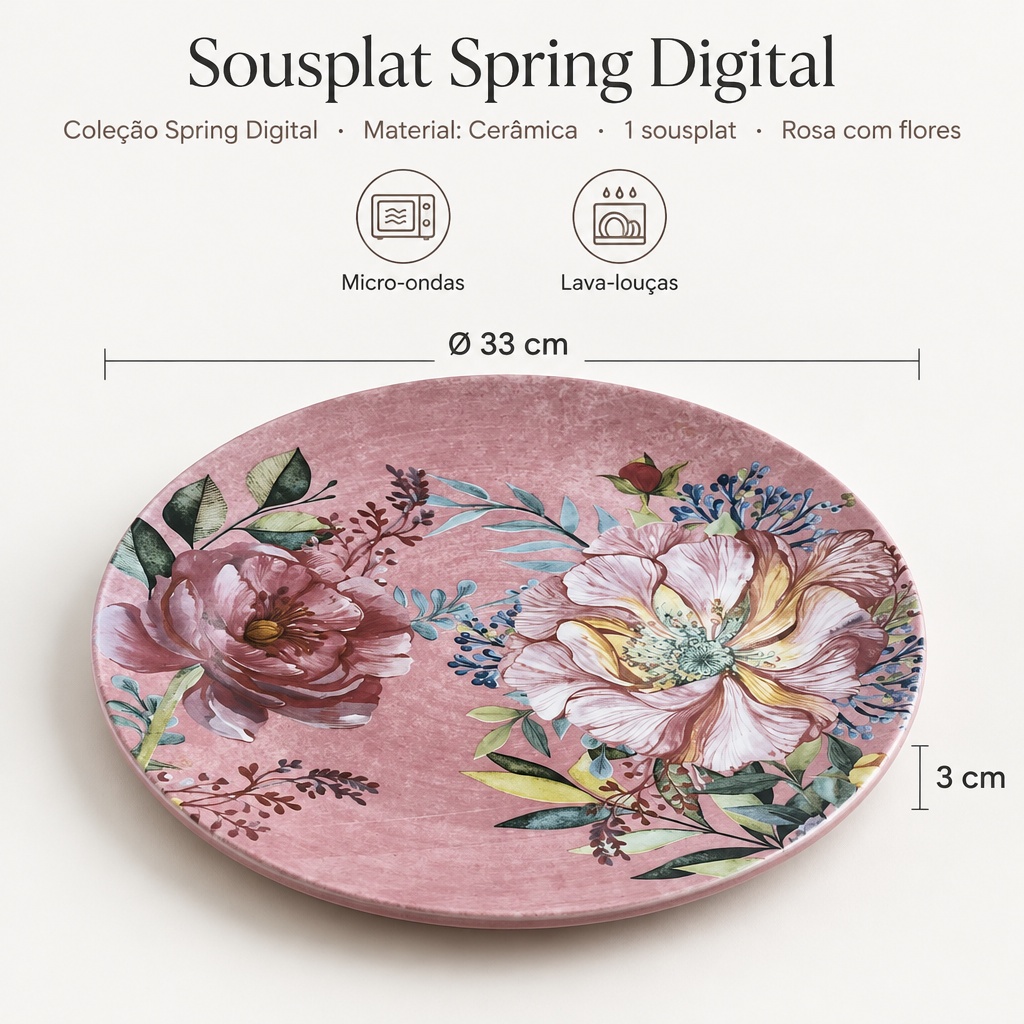 Sousplat Spring Digital
Coleção Spring Digital • Material: Cerâmica • 1 sousplat • Rosa com flores
Micro-ondas Lava-louças
Ø 33 cm
3 cm